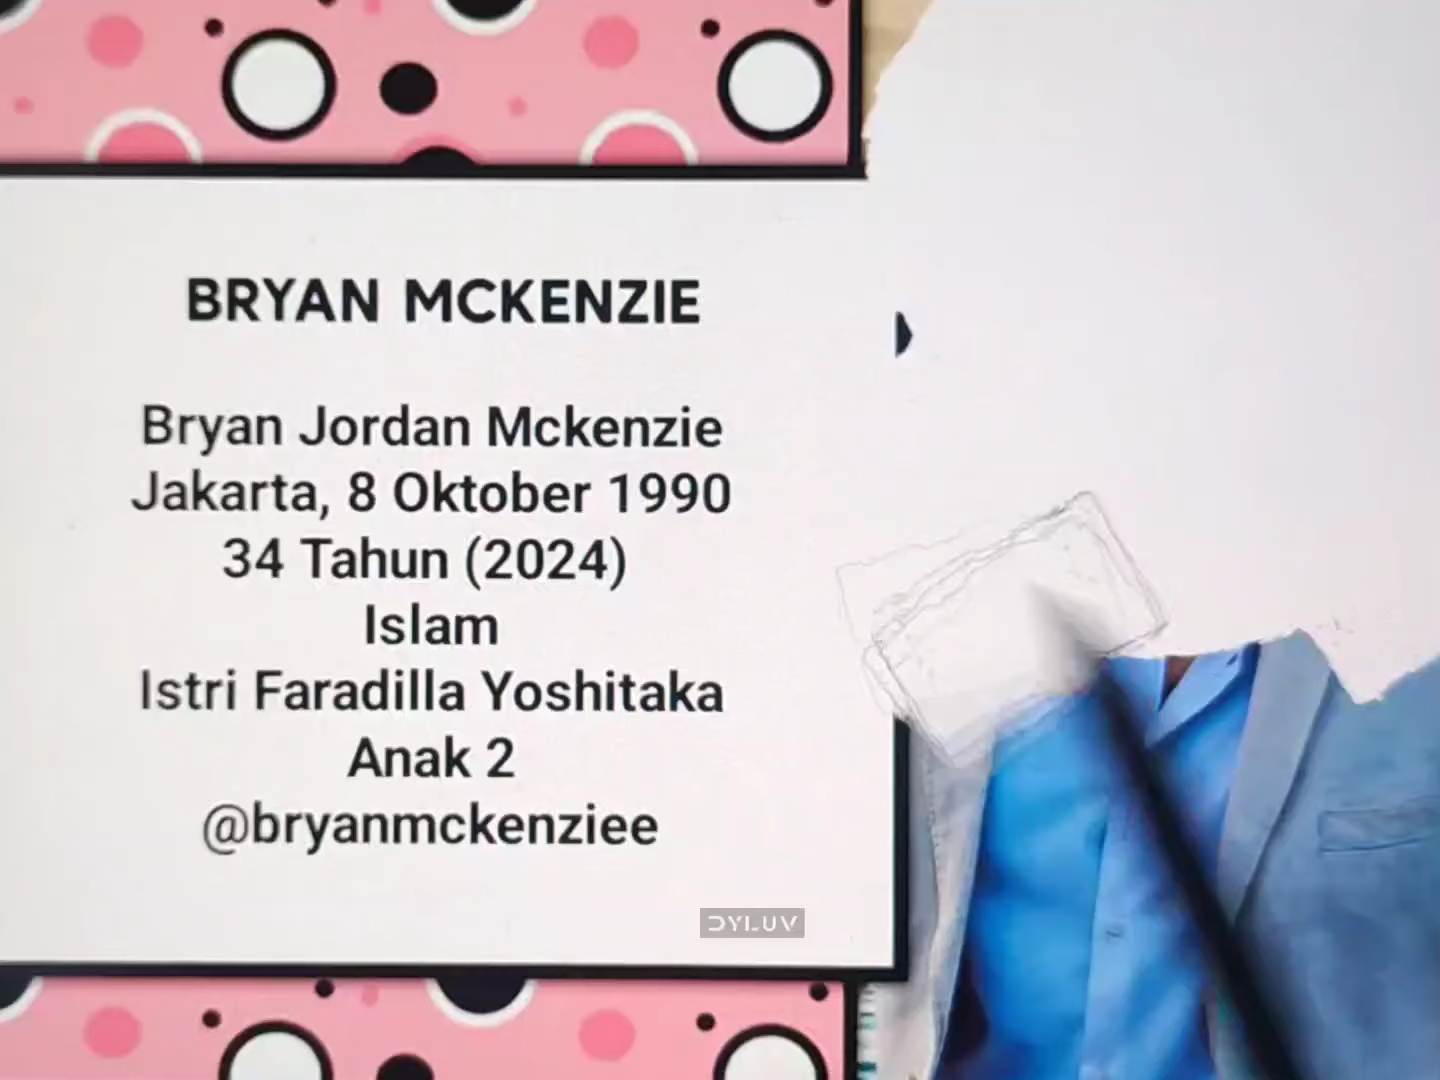 BRYAN MCKENZIE
Bryan Jordan Mckenzie
Jakarta, 8 Oktober 1990
34 Tahun (2024)
Islam
Istri Faradilla Yoshitaka
Anak 2
@bryanmckenziee
DYLUV